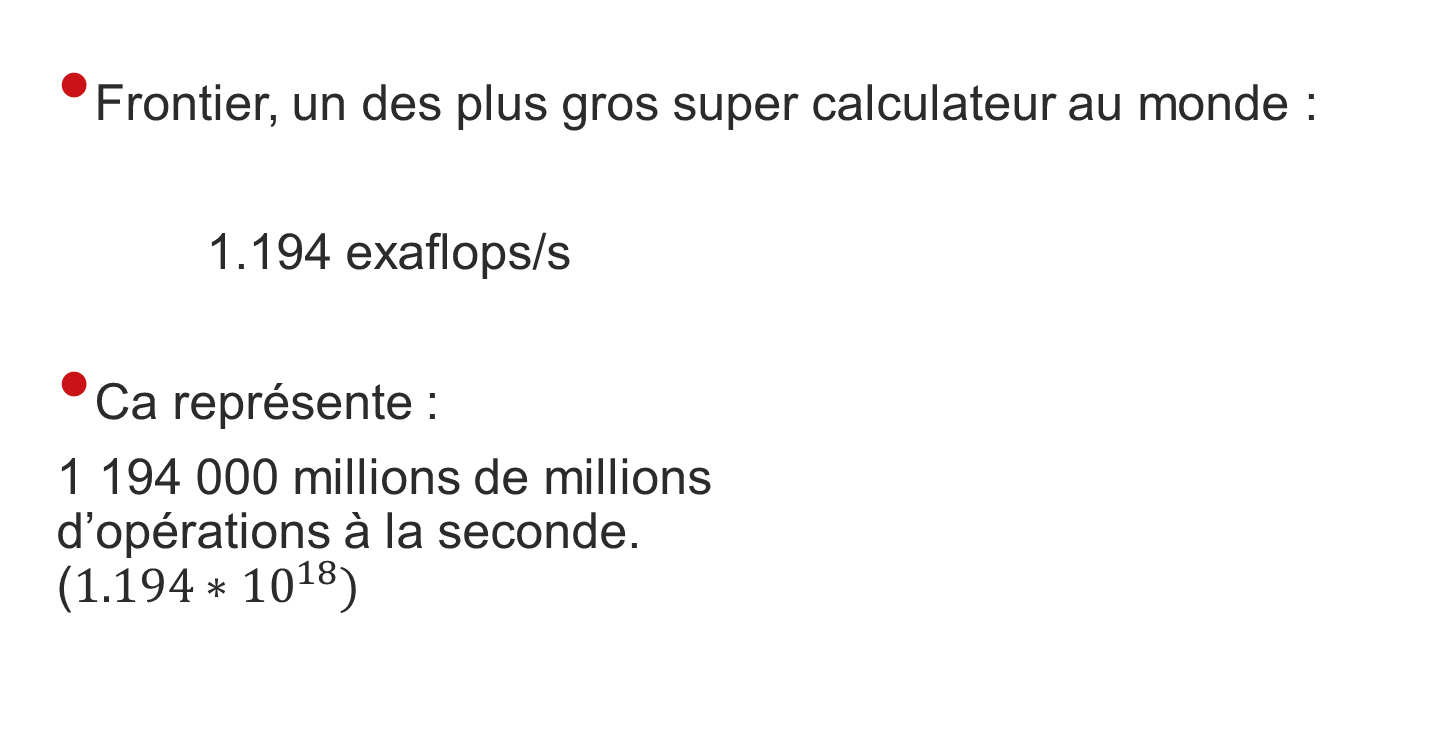 •Frontier, un des plus gros super calculateur au monde :
1.194 exaflops/s
•Ca représente :
1 194 000 millions de millions
d’opérations à la seconde.
(1.194 ∗ 10¹⁸)